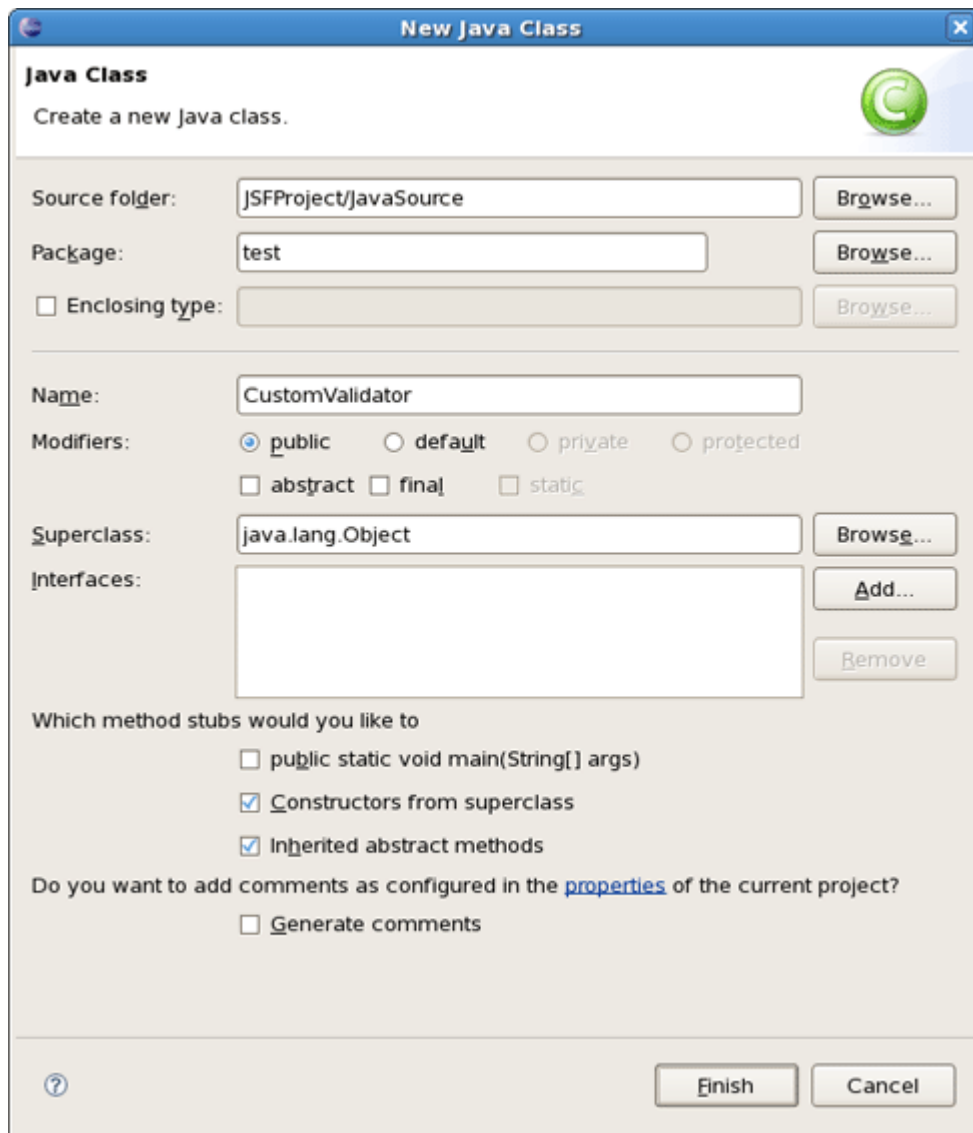 New Java Class
Java Class
Create a new Java class.
C
Source folder: JSFProject/JavaSource Browse...
Package: test Browse...
Enclosing type: Browse...
Name: CustomValidator
Modifiers: public default private protected
abstract final static
Superclass: java.lang.Object Browse...
Interfaces: Add...
Remove
Which method stubs would you like to
public static void main(String[] args)
Constructors from superclass
Inherited abstract methods
Do you want to add comments as configured in the properties of the current project?
Generate comments
? Finish Cancel